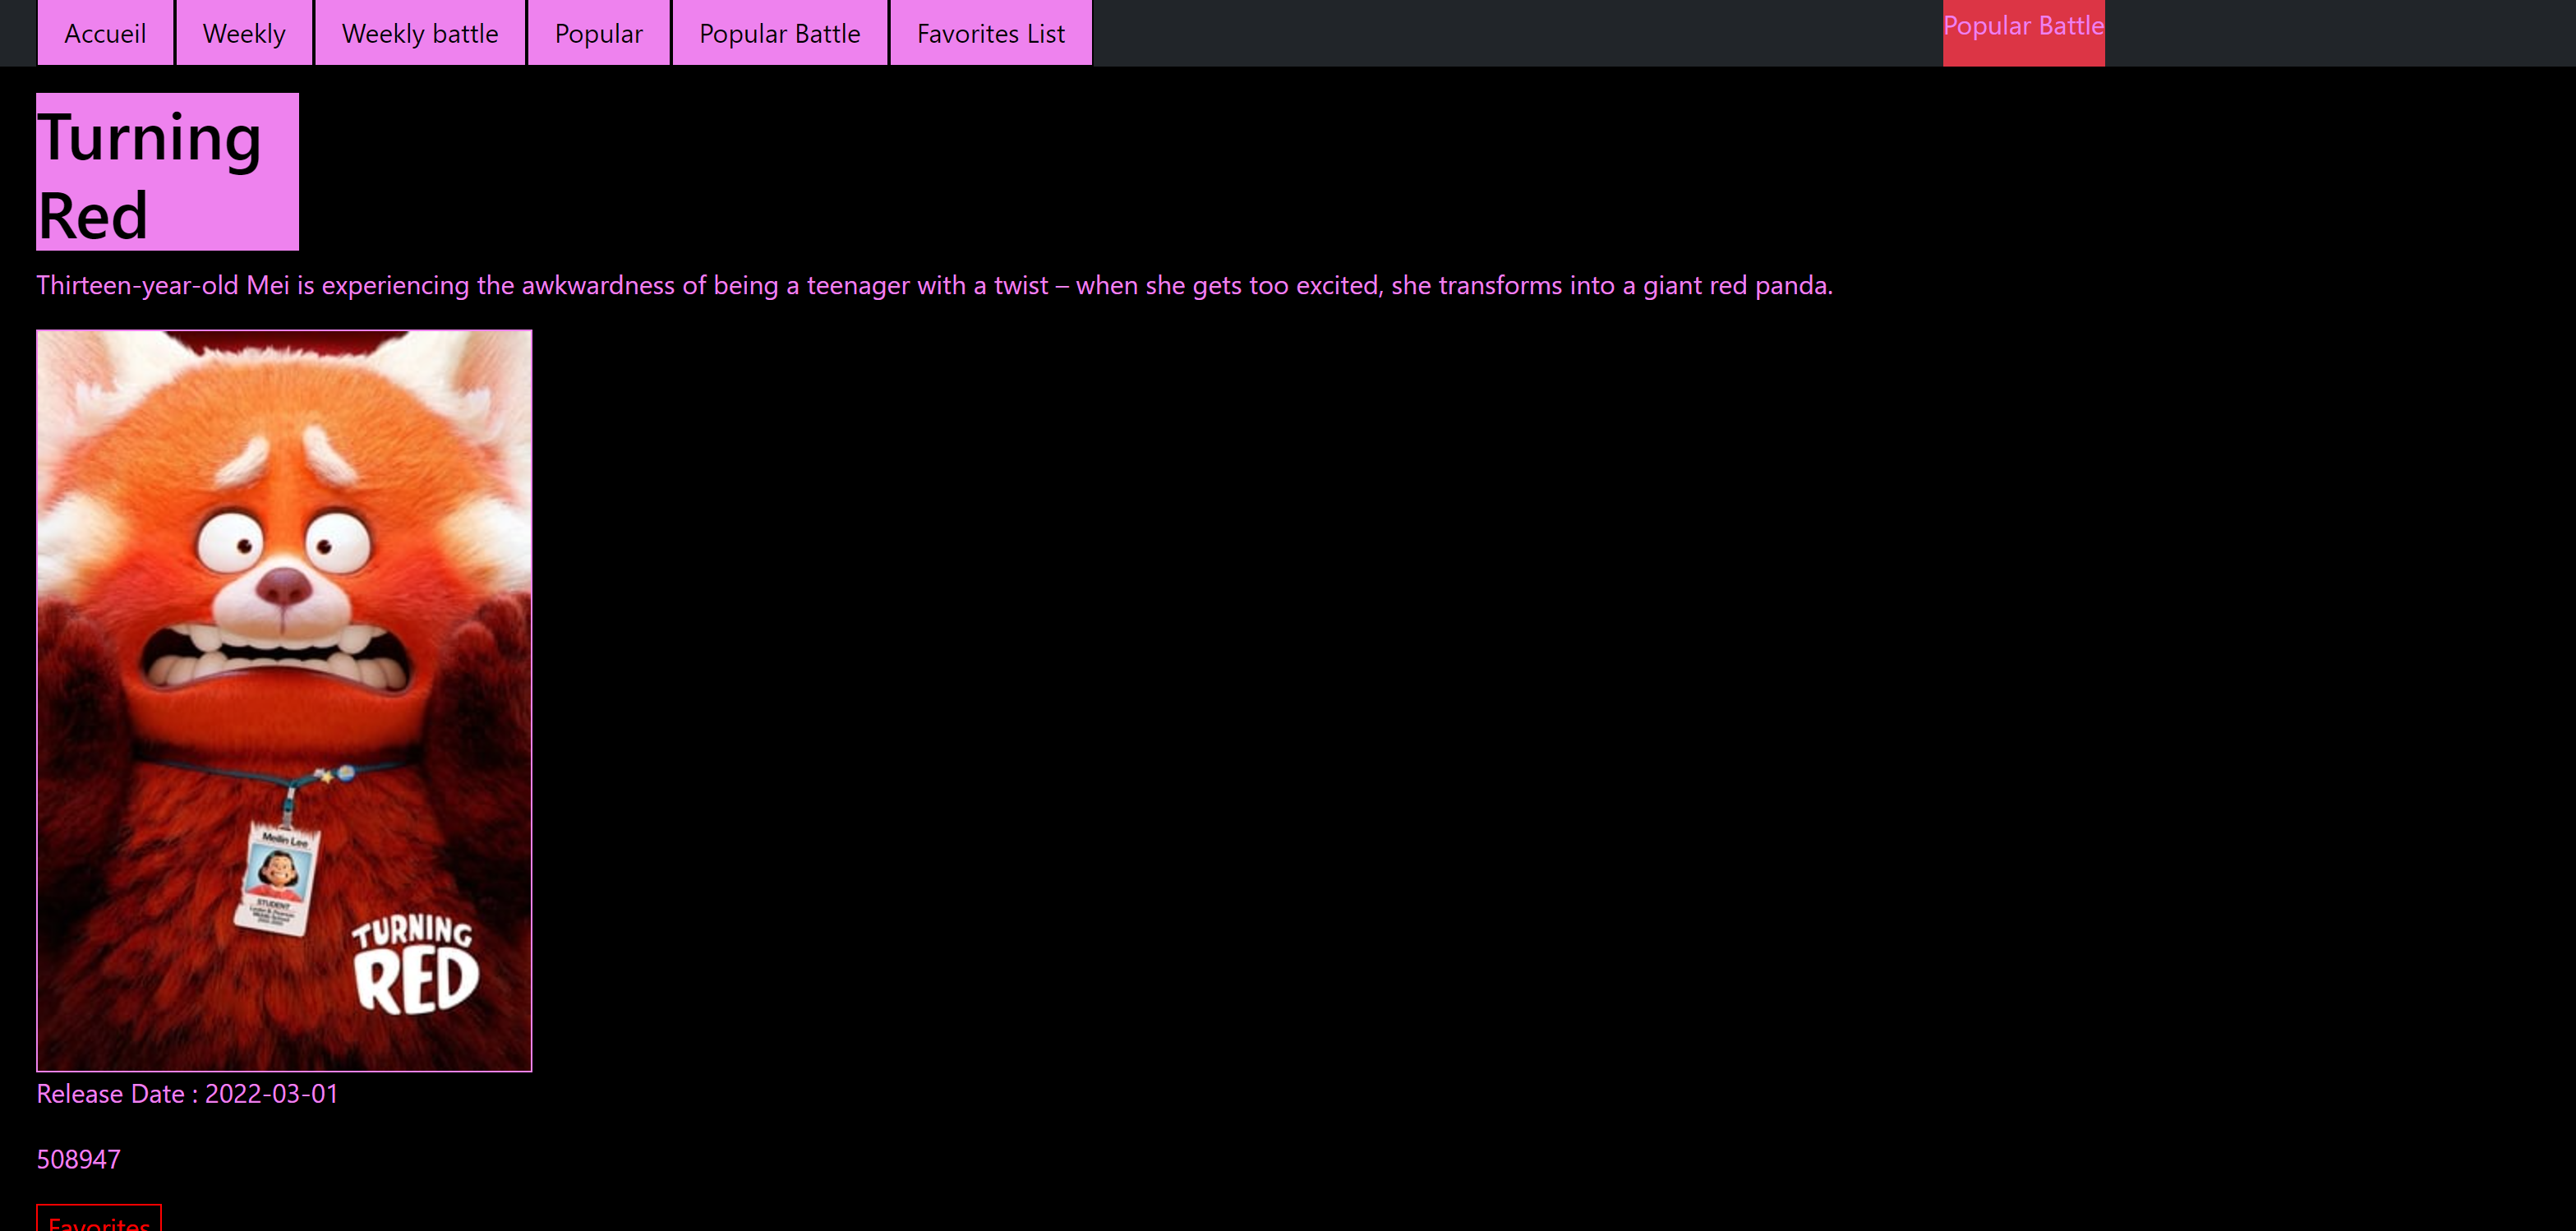 Accueil Weekly Weekly battle Popular Popular Battle Favorites List Popular Battle
Turning
Red
Thirteen-year-old Mei is experiencing the awkwardness of being a teenager with a twist – when she gets too excited, she transforms into a giant red panda.
Meilin Lee
STUDENT
TURNING
RED
Release Date : 2022-03-01
508947
Favorites